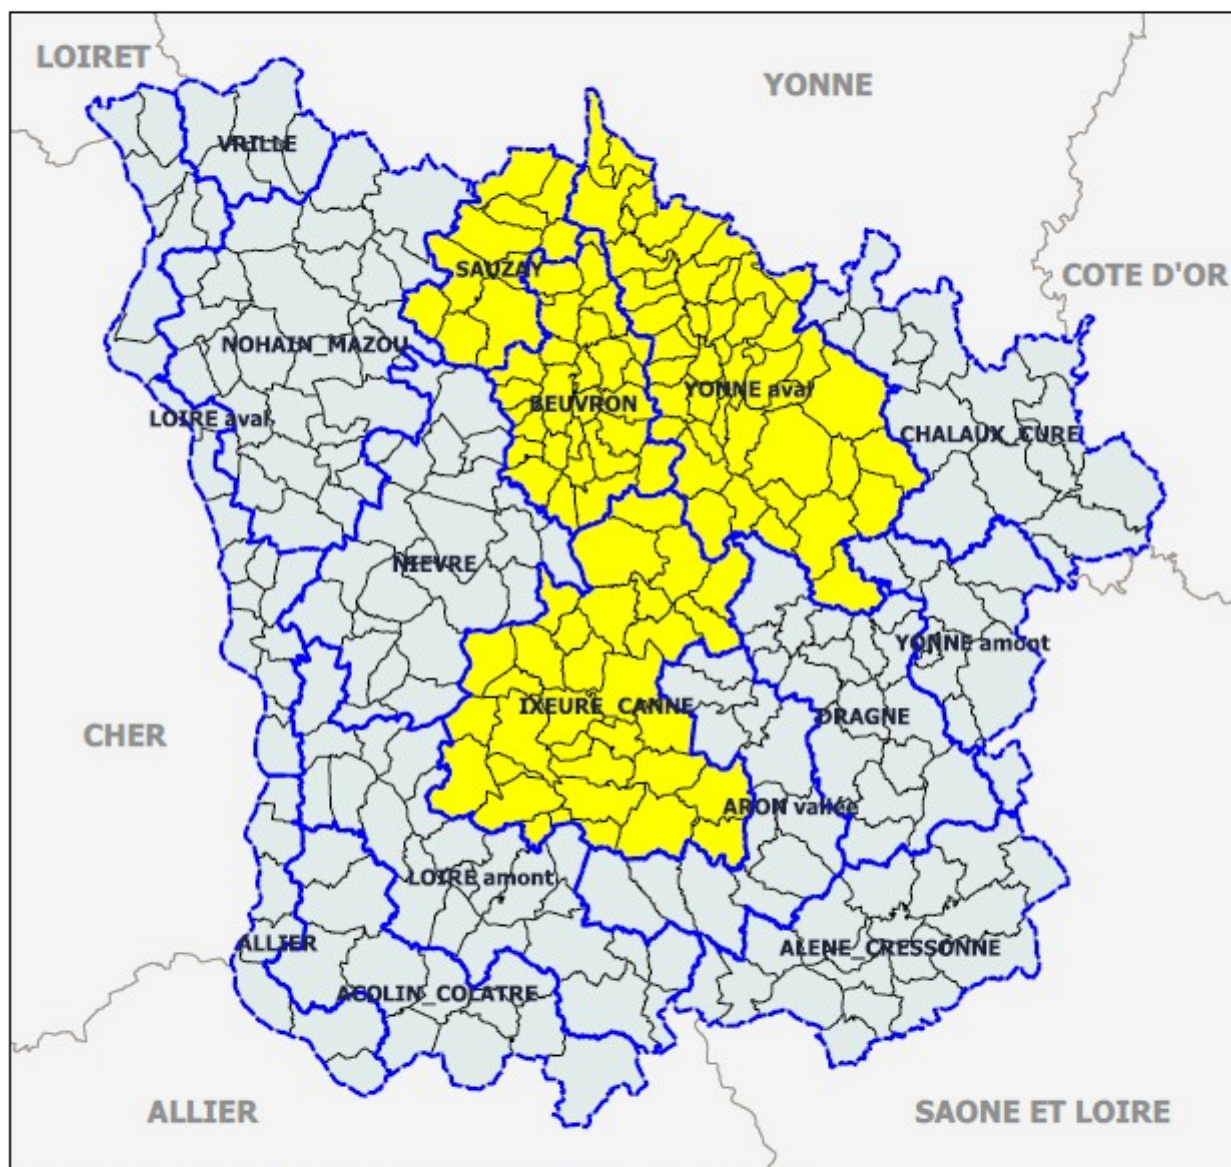 LOIRET
YONNE
VRILLE
SAUZAY
COTE D'OR
NOHAIN_MAZOU
YONNE aval
BEUVRON
LOIRE aval
CHALAUX_CURE
NIEVRE
YONNE amont
IXEURE_CANNE
DRAGNE
CHER
ARON vallée
LOIRE amont
ALLIER
ALENE_CRESSONNE
ACOLIN_COLATRE
ALLIER
SAONE ET LOIRE